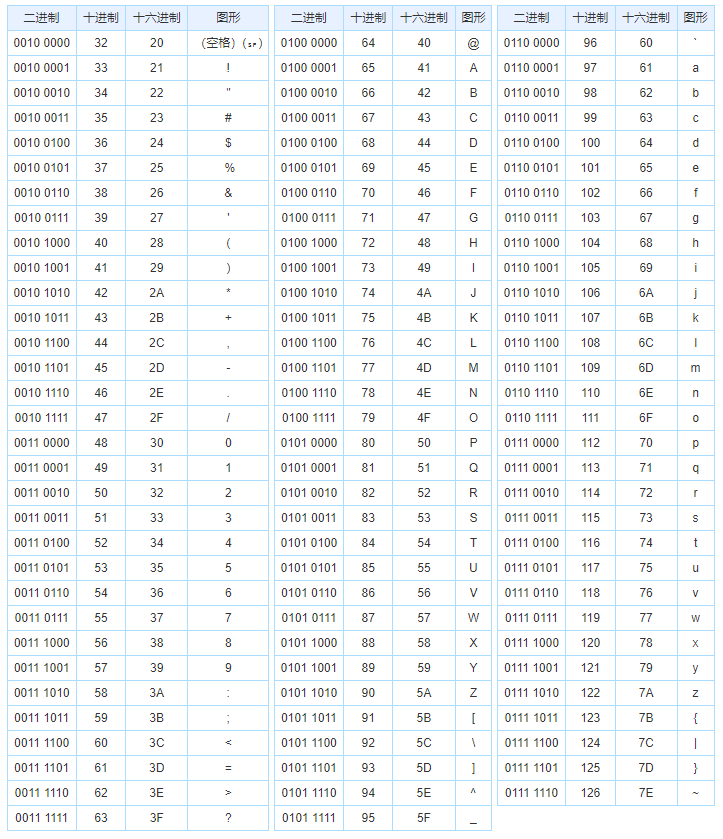 二进制 十进制 十六进制 图形 二进制 十进制 十六进制 图形 二进制 十进制 十六进制 图形
0010 0000 32 20 (空格) (␠) 0100 0000 64 40 @ 0110 0000 96 60 `
0010 0001 33 21 ! 0100 0001 65 41 A 0110 0001 97 61 a
0010 0010 34 22 " 0100 0010 66 42 B 0110 0010 98 62 b
0010 0011 35 23 # 0100 0011 67 43 C 0110 0011 99 63 c
0010 0100 36 24 $ 0100 0100 68 44 D 0110 0100 100 64 d
0010 0101 37 25 % 0100 0101 69 45 E 0110 0101 101 65 e
0010 0110 38 26 & 0100 0110 70 46 F 0110 0110 102 66 f
0010 0111 39 27 ' 0100 0111 71 47 G 0110 0111 103 67 g
0010 1000 40 28 ( 0100 1000 72 48 H 0110 1000 104 68 h
0010 1001 41 29 ) 0100 1001 73 49 I 0110 1001 105 69 i
0010 1010 42 2A * 0100 1010 74 4A J 0110 1010 106 6A j
0010 1011 43 2B + 0100 1011 75 4B K 0110 1011 107 6B k
0010 1100 44 2C , 0100 1100 76 4C L 0110 1100 108 6C l
0010 1101 45 2D - 0100 1101 77 4D M 0110 1101 109 6D m
0010 1110 46 2E . 0100 1110 78 4E N 0110 1110 110 6E n
0010 1111 47 2F / 0100 1111 79 4F O 0110 1111 111 6F o
0011 0000 48 30 0 0101 0000 80 50 P 0111 0000 112 70 p
0011 0001 49 31 1 0101 0001 81 51 Q 0111 0001 113 71 q
0011 0010 50 32 2 0101 0010 82 52 R 0111 0010 114 72 r
0011 0011 51 33 3 0101 0011 83 53 S 0111 0011 115 73 s
0011 0100 52 34 4 0101 0100 84 54 T 0111 0100 116 74 t
0011 0101 53 35 5 0101 0101 85 55 U 0111 0101 117 75 u
0011 0110 54 36 6 0101 0110 86 56 V 0111 0110 118 76 v
0011 0111 55 37 7 0101 0111 87 57 W 0111 0111 119 77 w
0011 1000 56 38 8 0101 1000 88 58 X 0111 1000 120 78 x
0011 1001 57 39 9 0101 1001 89 59 Y 0111 1001 121 79 y
0011 1010 58 3A : 0101 1010 90 5A Z 0111 1010 122 7A z
0011 1011 59 3B ; 0101 1011 91 5B [ 0111 1011 123 7B {
0011 1100 60 3C < 0101 1100 92 5C \ 0111 1100 124 7C |
0011 1101 61 3D = 0101 1101 93 5D ] 0111 1101 125 7D }
0011 1110 62 3E > 0101 1110 94 5E ^ 0111 1110 126 7E ~
0011 1111 63 3F ? 0101 1111 95 5F _